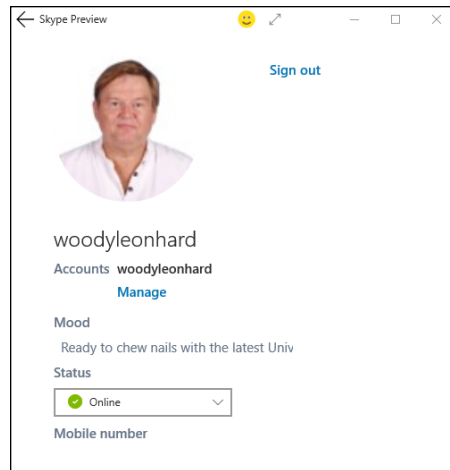 Skype Preview
Sign out
woodyleonhard
Accounts woodyleonhard
Manage
Mood
Ready to chew nails with the latest Univ
Status
Online
Mobile number